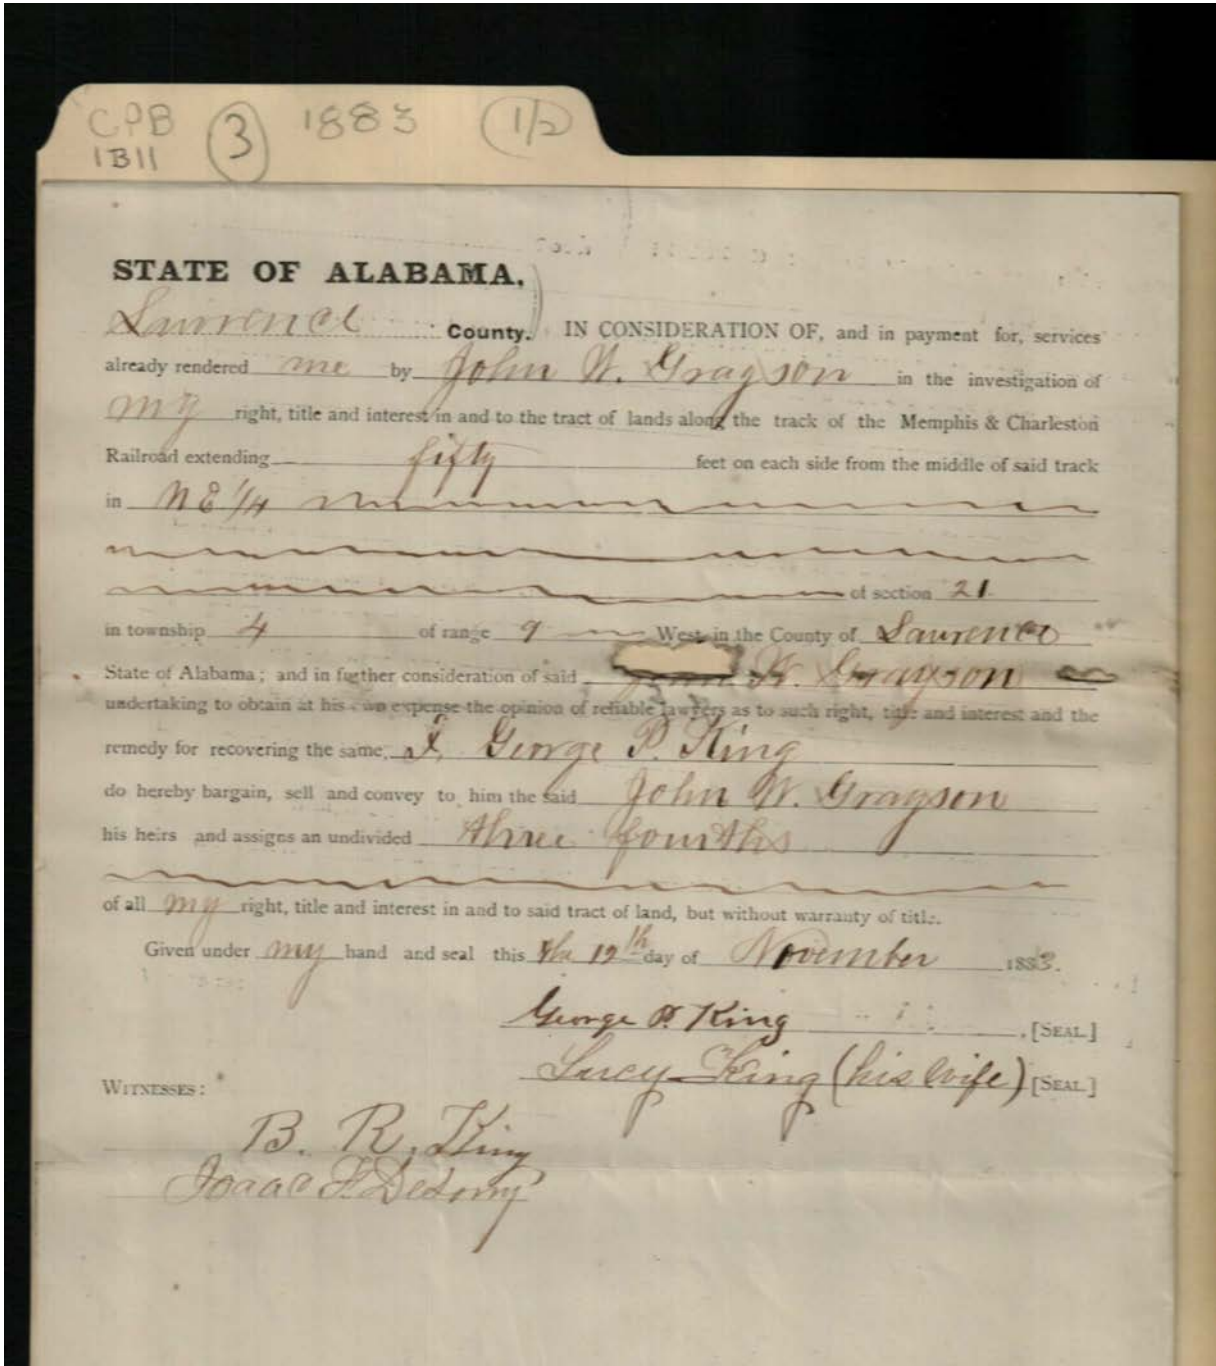 CPB 3 1883 1/2
1B11
STATE OF ALABAMA,
Lawrence County. IN CONSIDERATION OF, and in payment for, services
already rendered me by John W. Grayson in the investigation of
my right, title and interest in and to the tract of lands along the track of the Memphis & Charleston
Railroad extending fifty feet on each side from the middle of said track
in NE 1/4
of section 21
in township 4 of range 9 West, in the County of Lawrence
State of Alabama; and in further consideration of said W. Grayson
undertaking to obtain at his own expense the opinion of reliable lawyers as to such right, title and interest and the
remedy for recovering the same, I, George P. King
do hereby bargain, sell and convey to him the said John W. Grayson
his heirs and assigns an undivided three fourths
of all my right, title and interest in and to said tract of land, but without warranty of title.
Given under my hand and seal this the 12th day of November 1883.
George P. King , [SEAL]
Lucy King (his wife) [SEAL]
WITNESSES:
B. R. King
Isaac F.